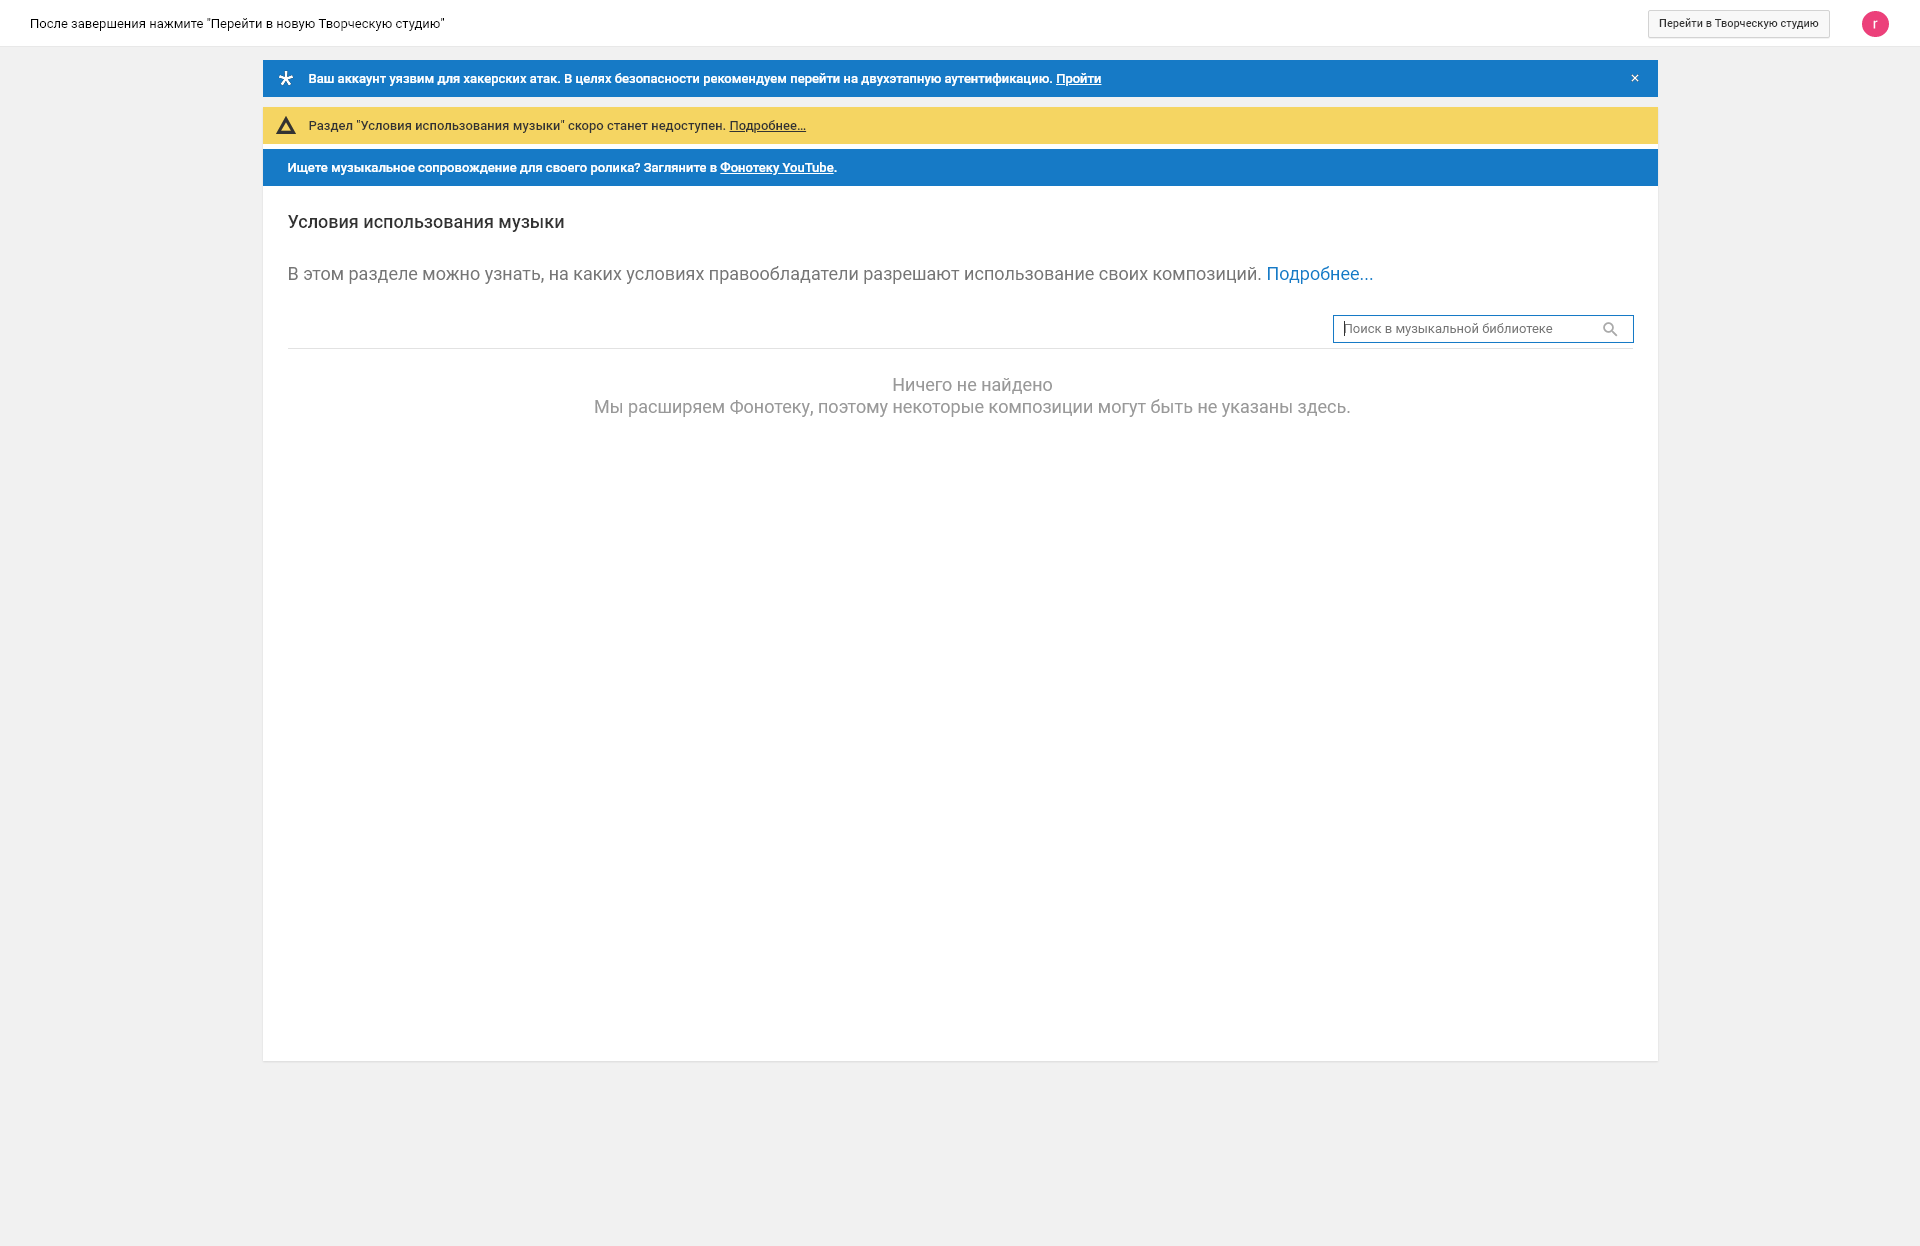 После завершения нажмите "Перейти в новую Творческую студию"
Перейти в Творческую студию
r
Ваш аккаунт уязвим для хакерских атак. В целях безопасности рекомендуем перейти на двухэтапную аутентификацию. Пройти
×
Раздел "Условия использования музыки" скоро станет недоступен. Подробнее...
Ищете музыкальное сопровождение для своего ролика? Загляните в Фонотеку YouTube.
Условия использования музыки
В этом разделе можно узнать, на каких условиях правообладатели разрешают использование своих композиций. Подробнее...
Поиск в музыкальной библиотеке
Ничего не найдено
Мы расширяем Фонотеку, поэтому некоторые композиции могут быть не указаны здесь.